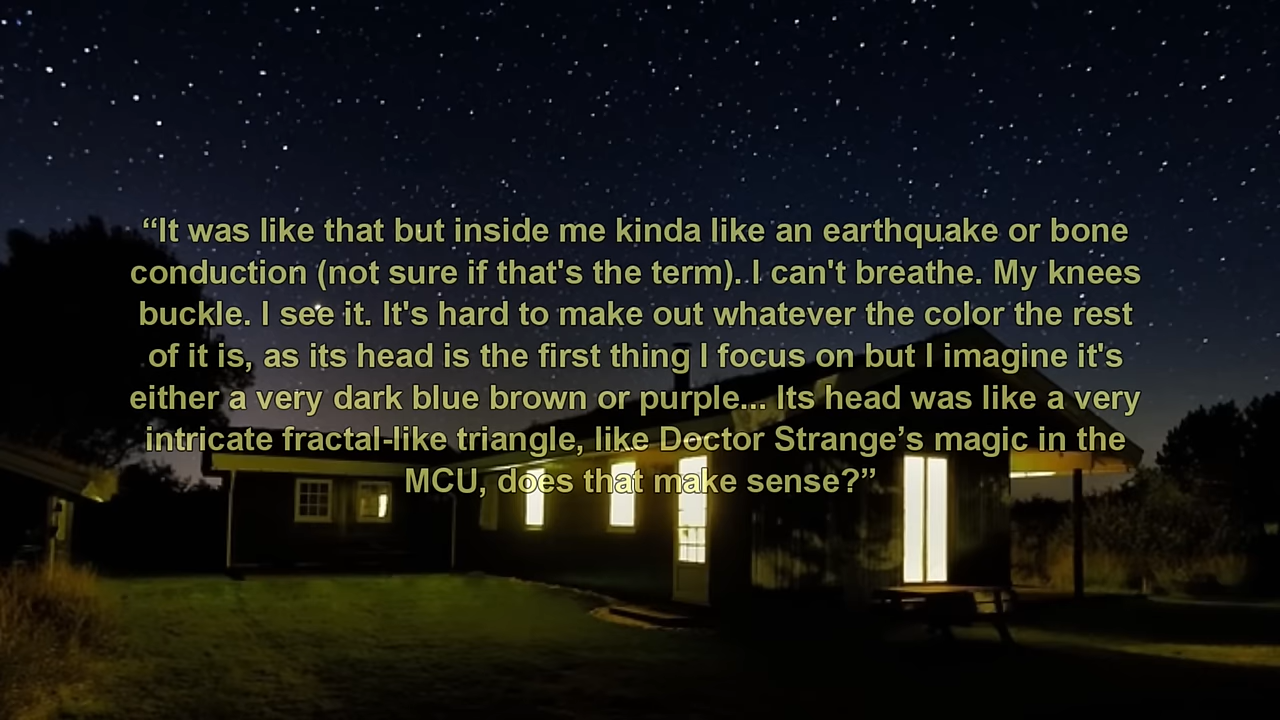 “It was like that but inside me kinda like an earthquake or bone
conduction (not sure if that's the term). I can't breathe. My knees
buckle. I see it. It's hard to make out whatever the color the rest
of it is, as its head is the first thing I focus on but I imagine it's
either a very dark blue brown or purple... Its head was like a very
intricate fractal-like triangle, like Doctor Strange’s magic in the
MCU, does that make sense?”